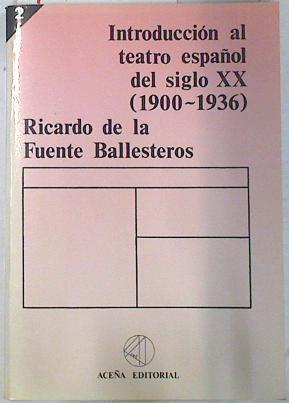 2
Introducción al
teatro español
del siglo XX
(1900~1936)
Ricardo de la
Fuente Ballesteros
ACEÑA EDITORIAL